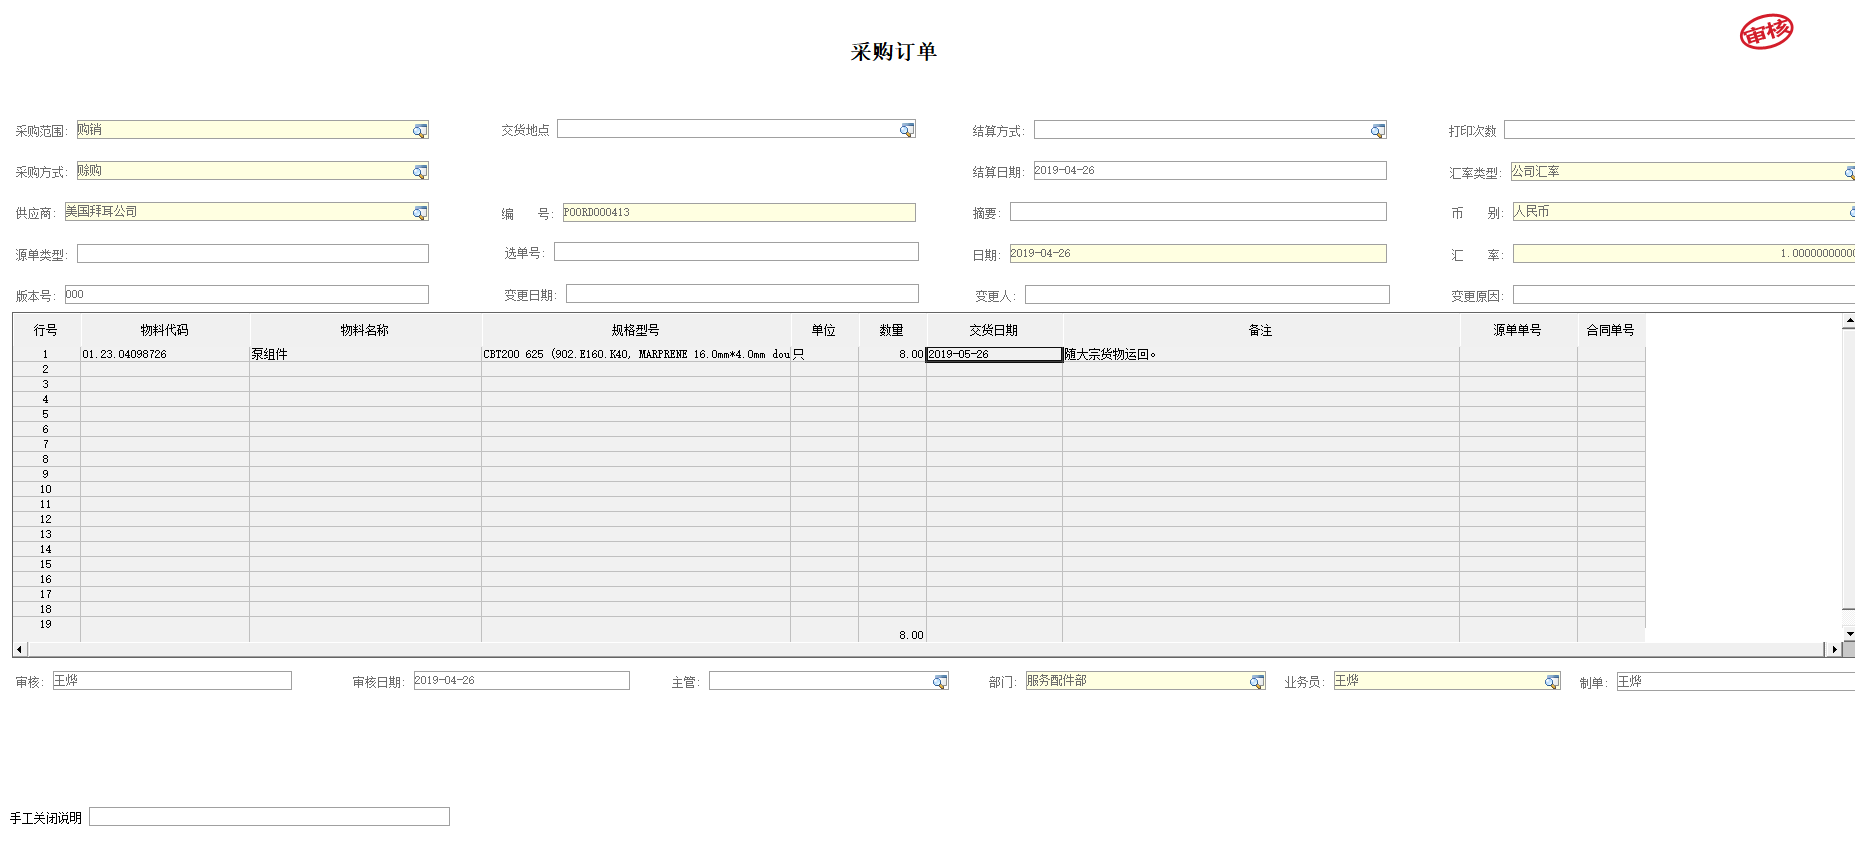 审核
采购订单
采购范围: 购销 交货地点 结算方式: 打印次数
采购方式: 赊购 结算日期: 2019-04-26 汇率类型: 公司汇率
供应商: 美国拜耳公司 编 号: POORD000413 摘要: 币 别: 人民币
源单类型: 选单号: 日期: 2019-04-26 汇 率: 1.0000000000
版本号: 000 变更日期: 变更人: 变更原因:
行号 物料代码 物料名称 规格型号 单位 数量 交货日期 备注 源单单号 合同单号
1 01.23.04098726 泵组件 CBT200 625 (902.E160.K40, MARPRENE 16.0mm*4.0mm dou 只 8.00 2019-05-26 随大宗货物运回。
2
3
4
5
6
7
8
9
10
11
12
13
14
15
16
17
18
19
8.00
审核: 王烨 审核日期: 2019-04-26 主管: 部门: 服务配件部 业务员: 王烨 制单: 王烨
手工关闭说明